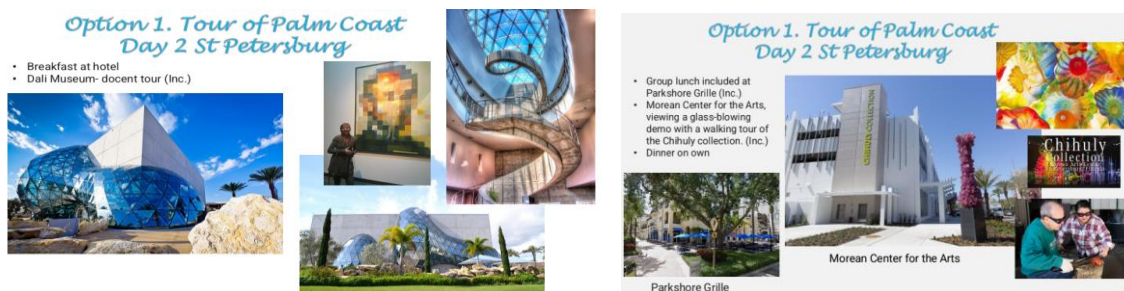 Option 1. Tour of Palm Coast
Day 2 St Petersburg
• Breakfast at hotel
• Dali Museum- docent tour (Inc.)
Option 1. Tour of Palm Coast
Day 2 St Petersburg
• Group lunch included at
Parkshore Grille (Inc.)
• Morean Center for the Arts,
viewing a glass-blowing
demo with a walking tour of
the Chihuly collection. (Inc.)
• Dinner on own
CHIHULY COLLECTION
Chihuly
Collection
Morean Center for the Arts
Parkshore Grille